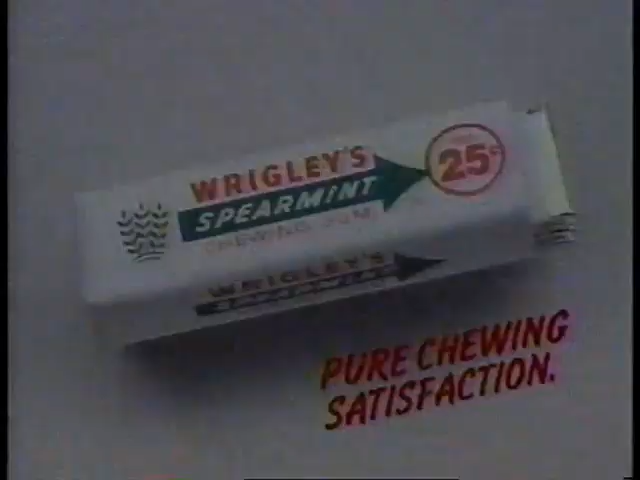 WRIGLEY'S
SPEARMINT
CHEWING GUM
25¢
WRIGLEY'S
SPEARMINT
PURE CHEWING
SATISFACTION.